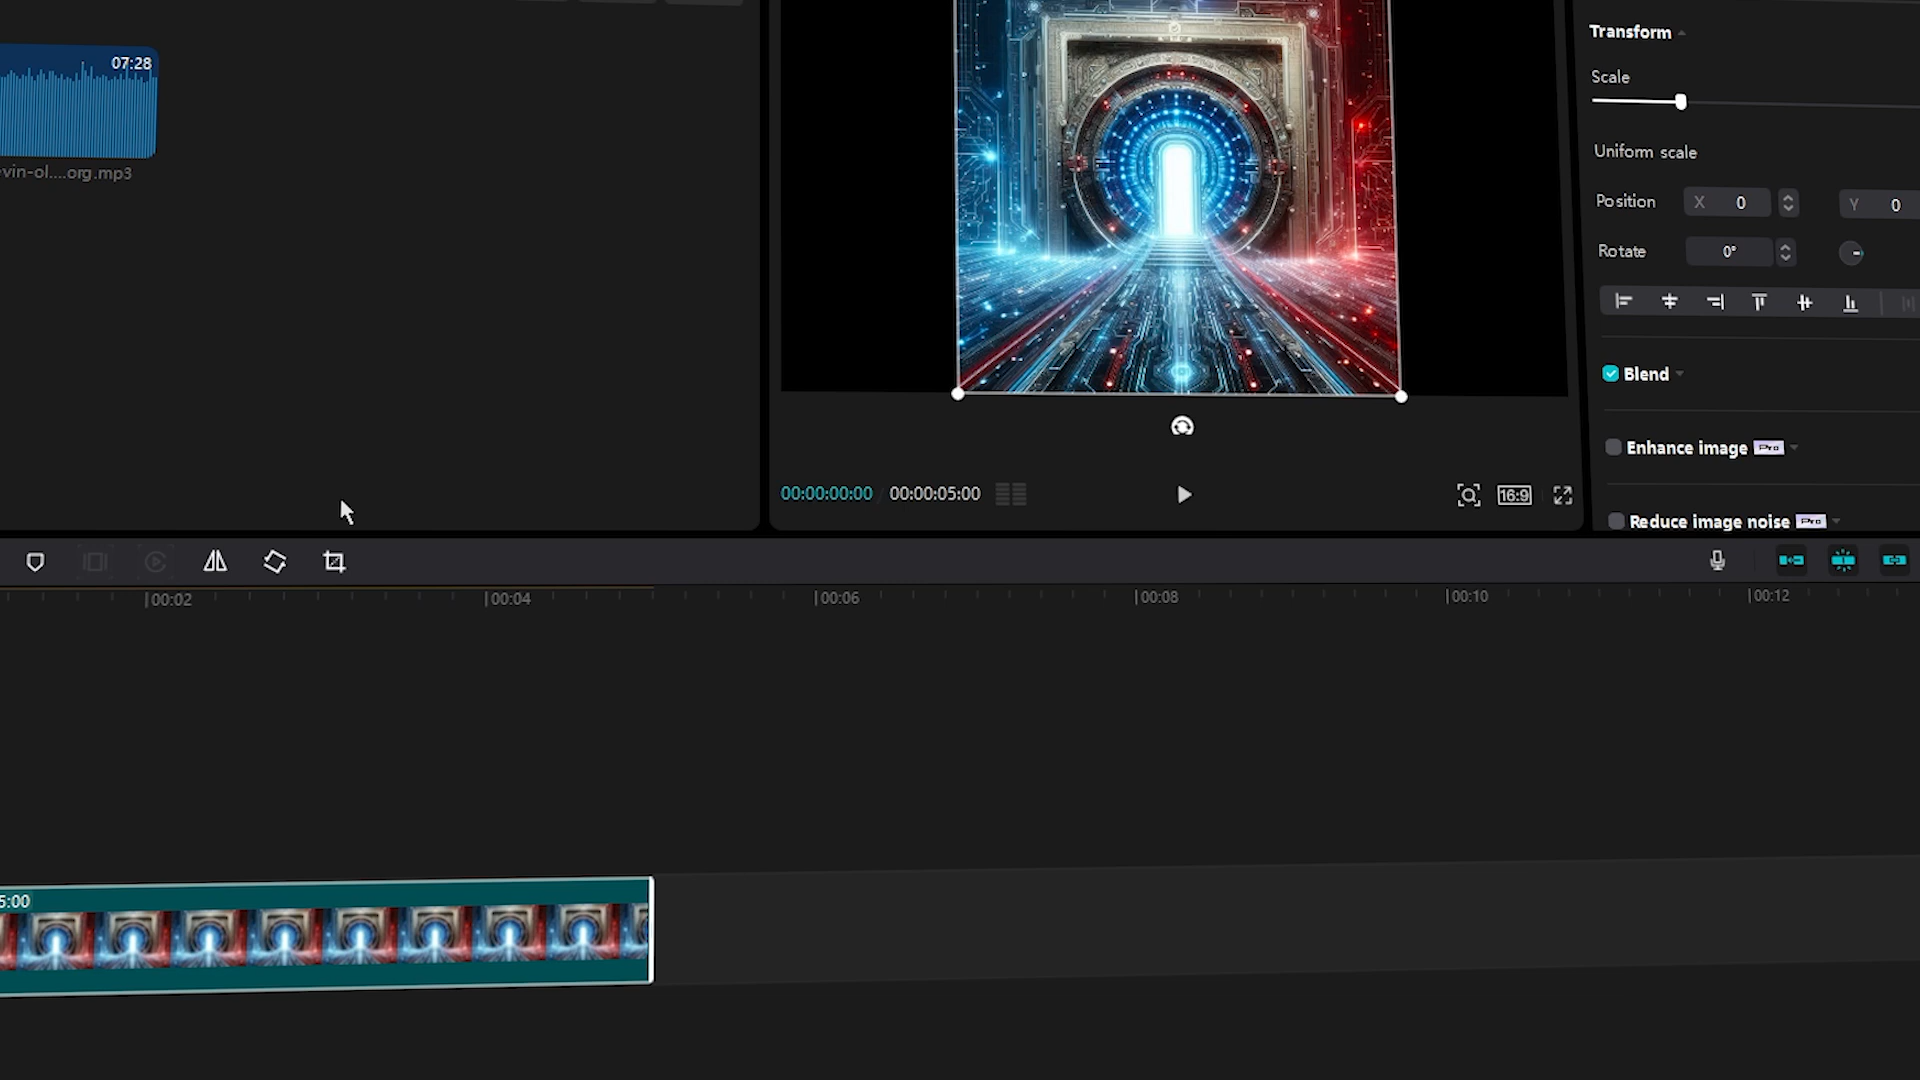 07:28
vin-ol....org.mp3
Transform
Scale
Uniform scale
Position X 0 Y 0
Rotate 0°
Blend
Enhance image Pro
Reduce image noise Pro
00:00:00:00 00:00:05:00
16:9
00:02 00:04 00:06 00:08 00:10 00:12
5:00